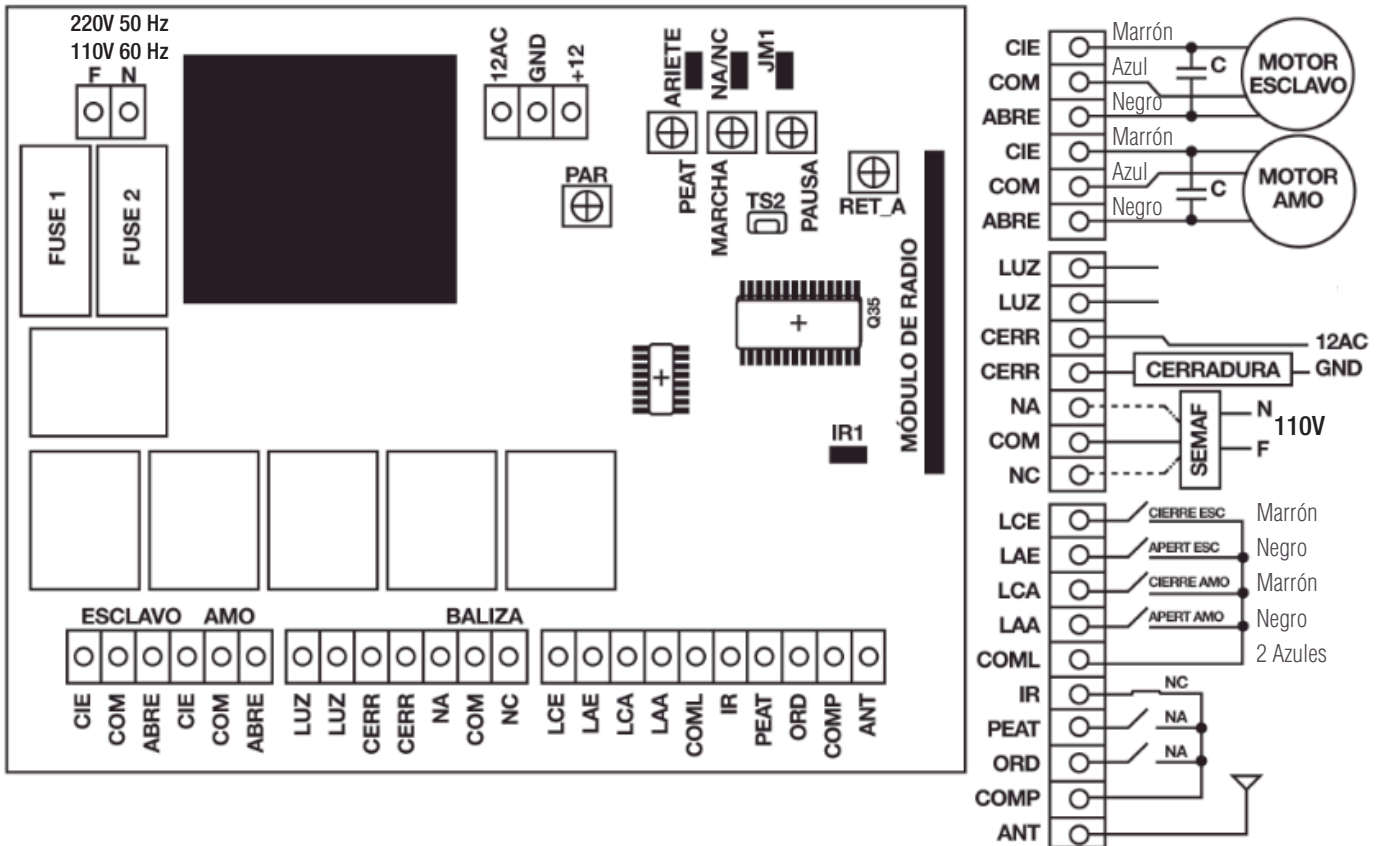 220V 50 Hz
110V 60 Hz
F N
FUSE 1
FUSE 2
12AC
GND
+12
PAR
ARIETE
NA/NC
JM1
PEAT
MARCHA
PAUSA
TS2
RET_A
Q35
MÓDULO DE RADIO
IR1
ESCLAVO AMO
BALIZA
CIE
COM
ABRE
CIE
COM
ABRE
LUZ
LUZ
CERR
CERR
NA
COM
NC
LCE
LAE
LCA
LAA
COML
IR
PEAT
ORD
COMP
ANT
CIE Marrón
COM Azul
ABRE Negro
C
MOTOR
ESCLAVO
CIE Marrón
COM Azul
ABRE Negro
C
MOTOR
AMO
LUZ
LUZ
CERR 12AC
CERR CERRADURA GND
NA N
COM SEMAF 110V
F
NC
LCE CIERRE ESC Marrón
LAE APERT ESC Negro
LCA CIERRE AMO Marrón
LAA APERT AMO Negro
COML 2 Azules
IR NC
PEAT NA
ORD NA
COMP
ANT